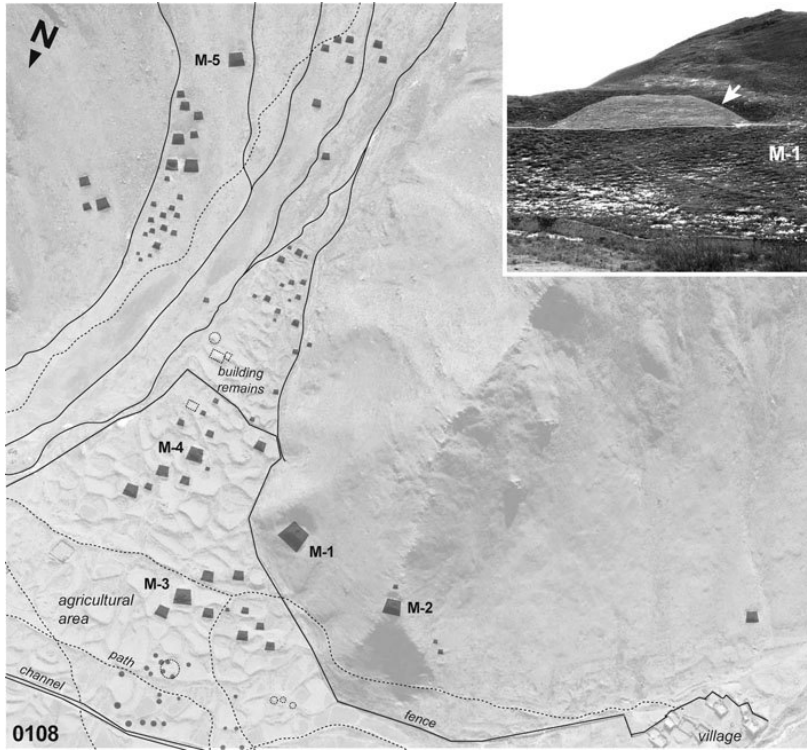 N
M-5
M-1
building
remains
M-4
M-1
M-3
M-2
agricultural
area
path
channel
fence
0108
village